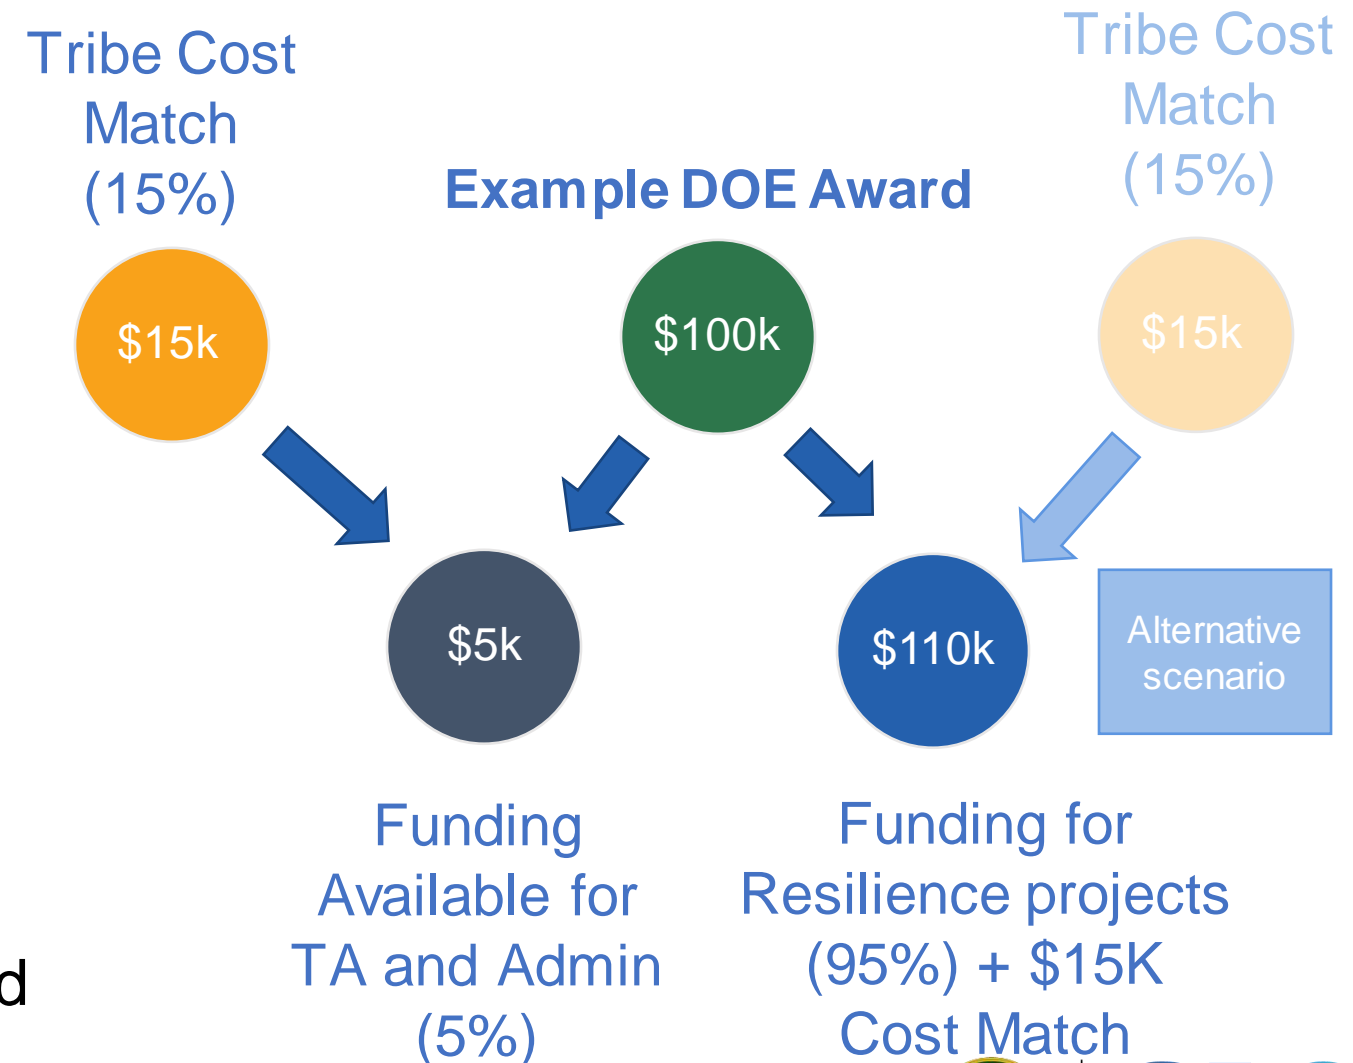 Tribe Cost
Match
(15%)
Example DOE Award
Tribe Cost
Match
(15%)
$15k
$100k
$15k
$5k
$110k
Alternative
scenario
Funding
Available for
TA and Admin
(5%)
Funding for
Resilience projects
(95%) + $15K
Cost Match